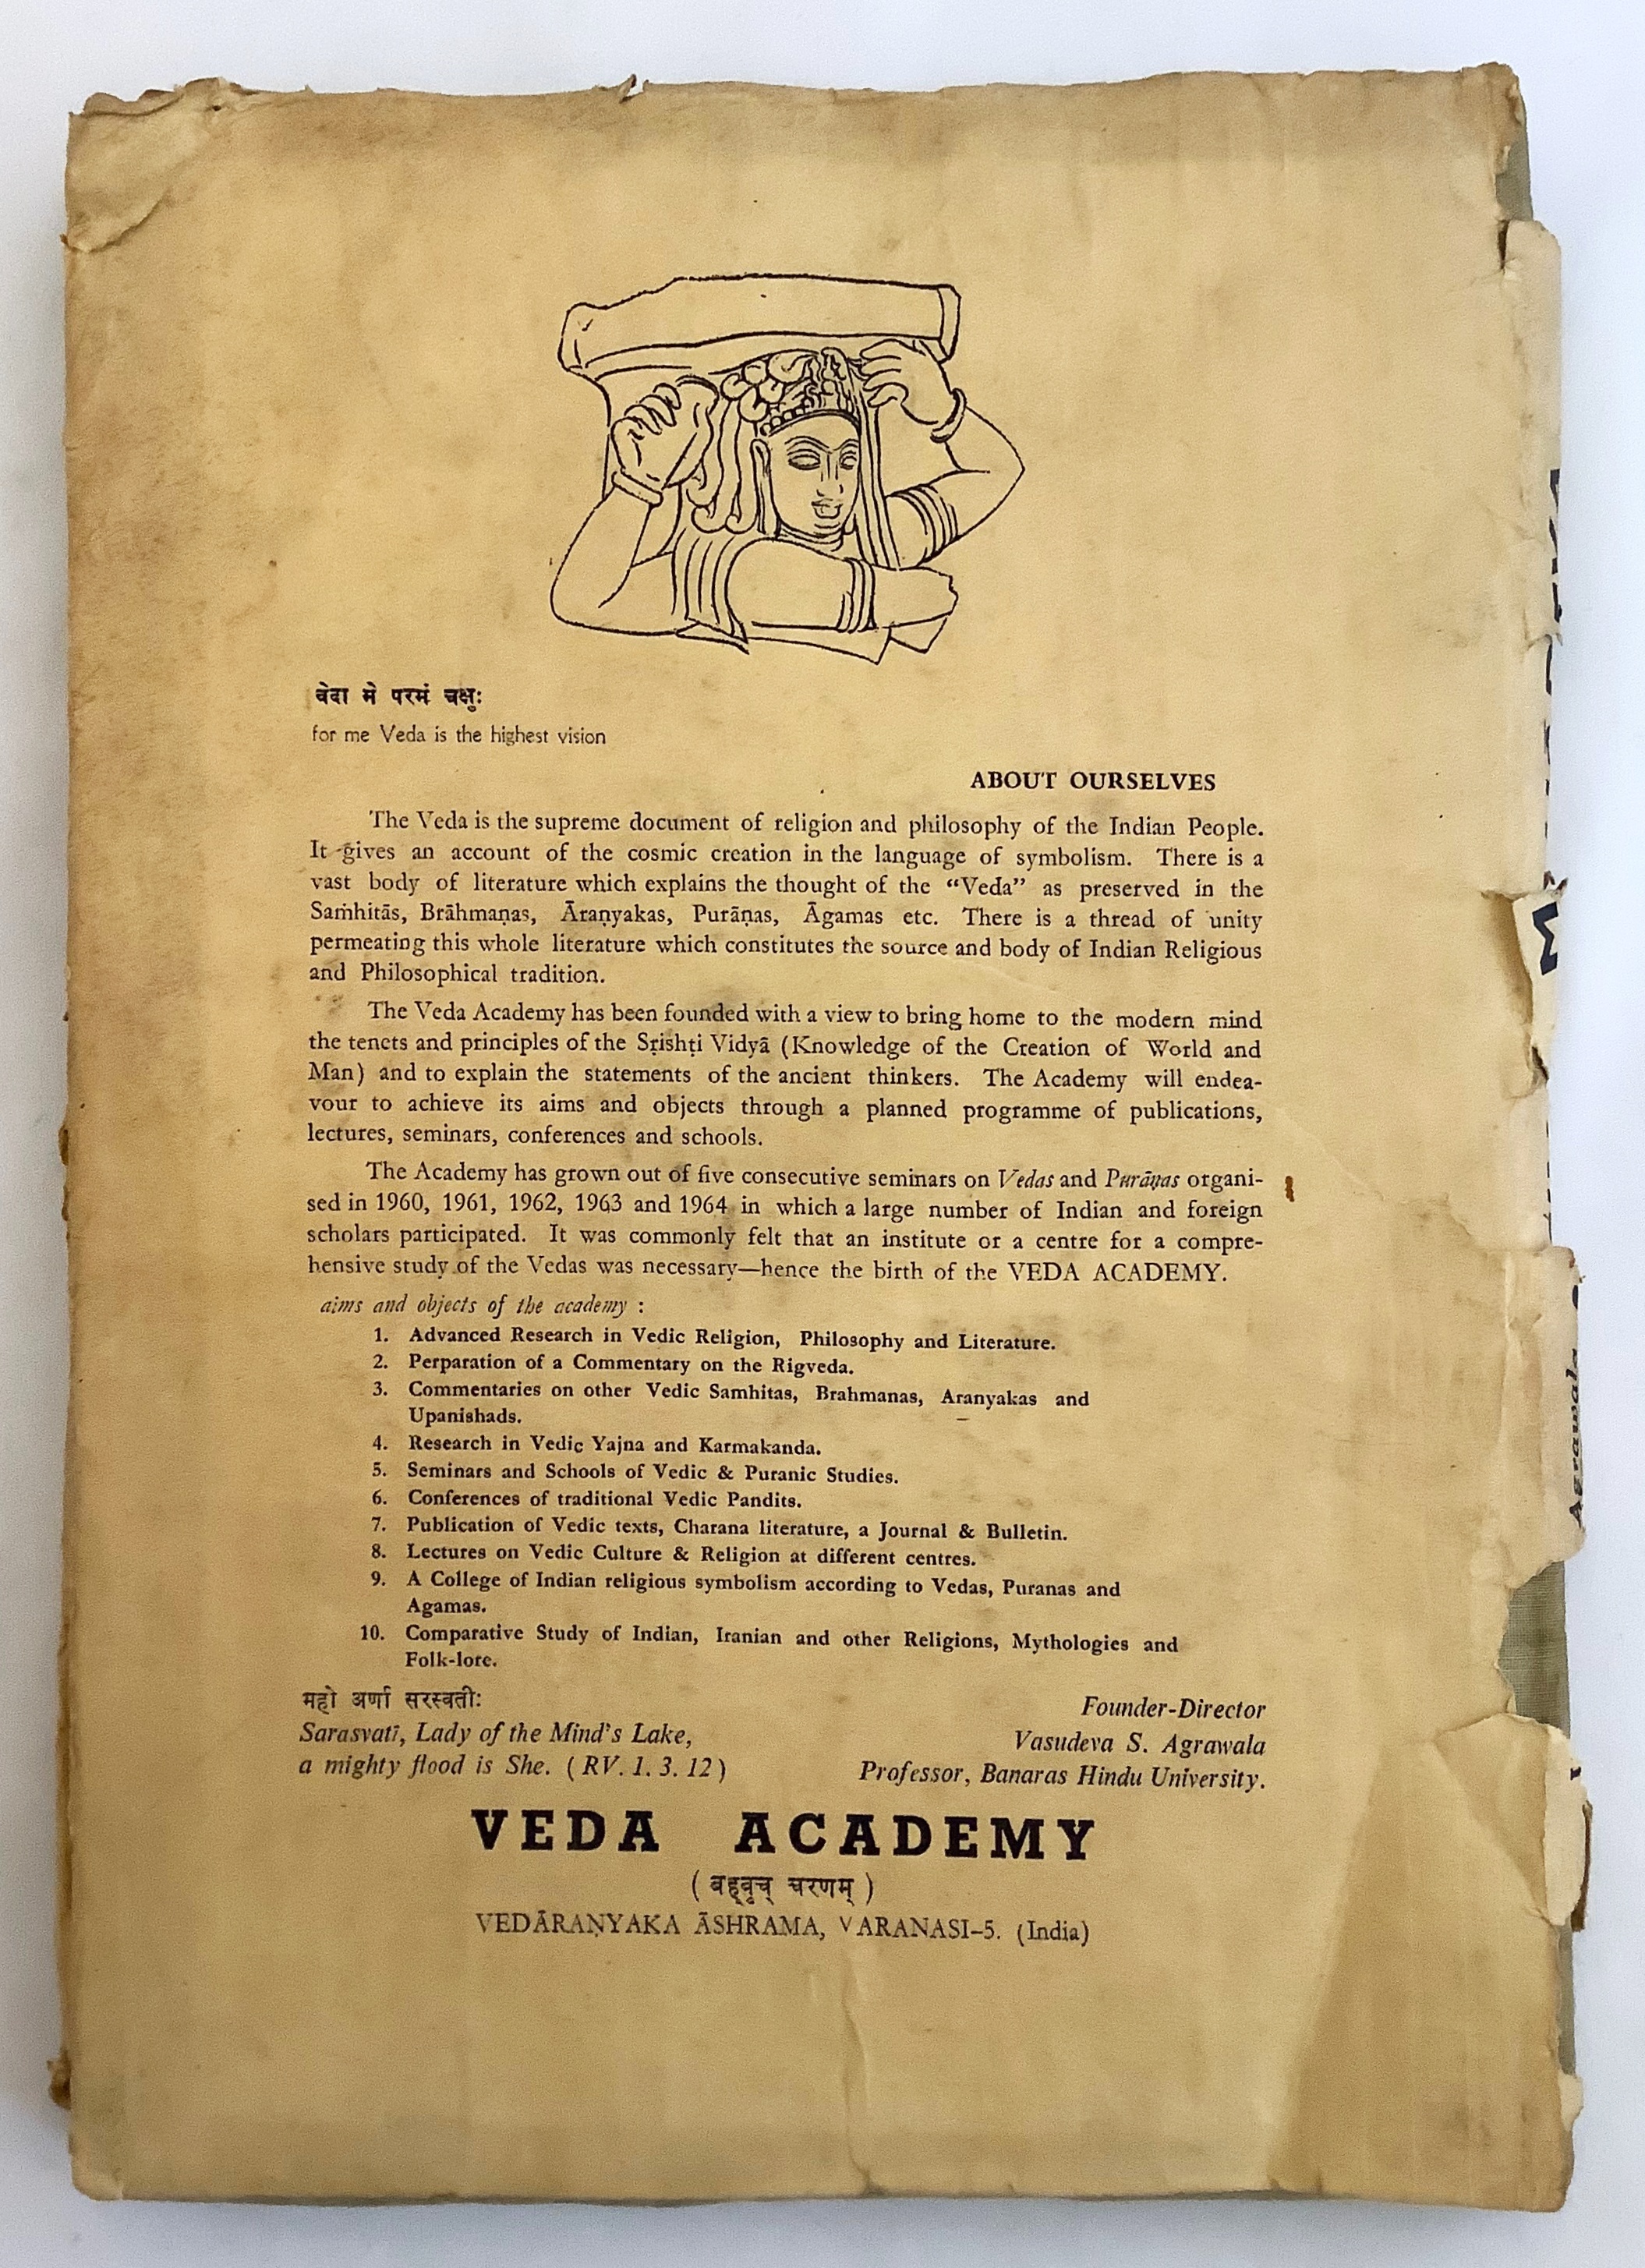 वेदा मे परमं चक्षुः
for me Veda is the highest vision
ABOUT OURSELVES
The Veda is the supreme document of religion and philosophy of the Indian People.
It gives an account of the cosmic creation in the language of symbolism. There is a
vast body of literature which explains the thought of the “Veda” as preserved in the
Saṁhitās, Brāhmaṇas, Āraṇyakas, Purāṇas, Āgamas etc. There is a thread of unity
permeating this whole literature which constitutes the source and body of Indian Religious
and Philosophical tradition.
The Veda Academy has been founded with a view to bring home to the modern mind
the tenets and principles of the Sṛishṭi Vidyā (Knowledge of the Creation of World and
Man) and to explain the statements of the ancient thinkers. The Academy will endea-
vour to achieve its aims and objects through a planned programme of publications,
lectures, seminars, conferences and schools.
The Academy has grown out of five consecutive seminars on Vedas and Purāṇas organi-
sed in 1960, 1961, 1962, 1963 and 1964 in which a large number of Indian and foreign
scholars participated. It was commonly felt that an institute or a centre for a compre-
hensive study of the Vedas was necessary—hence the birth of the VEDA ACADEMY.
aims and objects of the academy :
1. Advanced Research in Vedic Religion, Philosophy and Literature.
2. Perparation of a Commentary on the Rigveda.
3. Commentaries on other Vedic Samhitas, Brahmanas, Aranyakas and
Upanishads.
4. Research in Vedic Yajna and Karmakanda.
5. Seminars and Schools of Vedic & Puranic Studies.
6. Conferences of traditional Vedic Pandits.
7. Publication of Vedic texts, Charana literature, a Journal & Bulletin.
8. Lectures on Vedic Culture & Religion at different centres.
9. A College of Indian religious symbolism according to Vedas, Puranas and
Agamas.
10. Comparative Study of Indian, Iranian and other Religions, Mythologies and
Folk-lore.
महो अर्णा सरस्वतीः
Sarasvatī, Lady of the Mind's Lake,
a mighty flood is She. ( RV. 1. 3. 12 )
Founder-Director
Vasudeva S. Agrawala
Professor, Banaras Hindu University.
VEDA ACADEMY
( बह्वृच् चरणम् )
VEDĀRAṆYAKA ĀSHRAMA, VARANASI–5. (India)
Agrawala